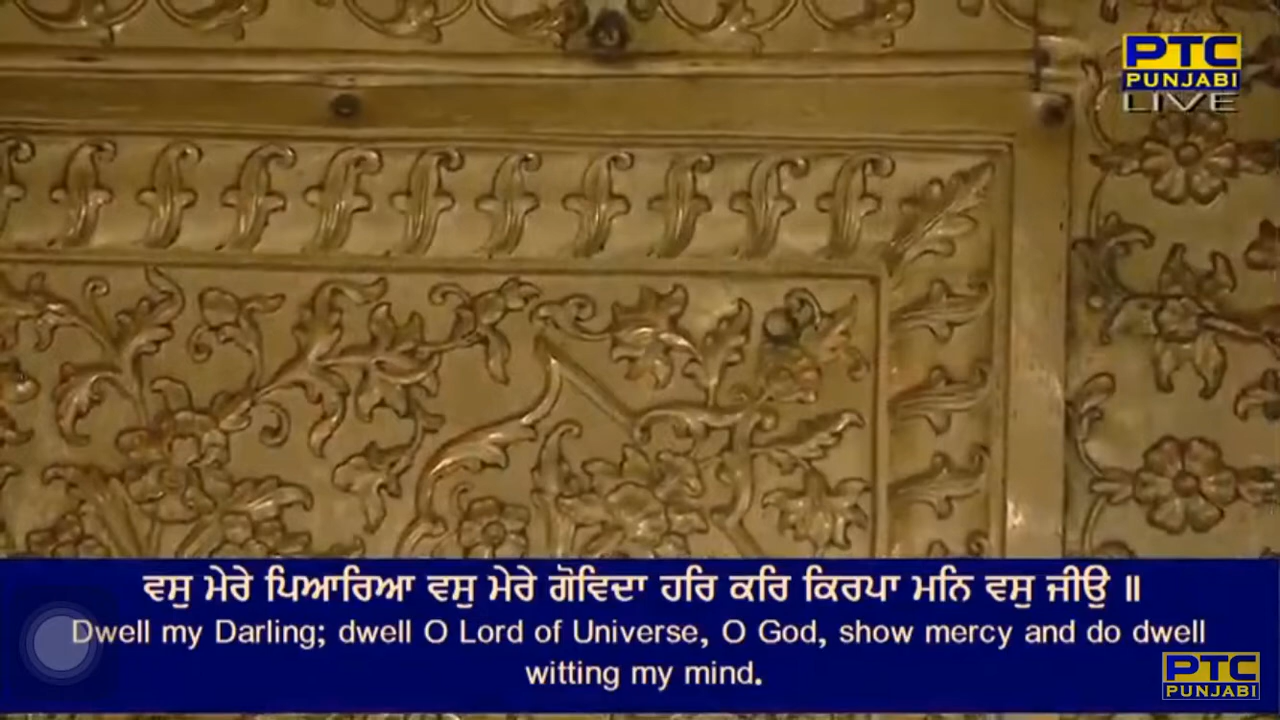 PTC
PUNJABI
LIVE
ਵਸੁ ਮੇਰੇ ਪਿਆਰਿਆ ਵਸੁ ਮੇਰੇ ਗੋਵਿਦਾ ਹਰਿ ਕਰਿ ਕਿਰਪਾ ਮਨਿ ਵਸੁ ਜੀਉ ॥
Dwell my Darling; dwell O Lord of Universe, O God, show mercy and do dwell
witting my mind.
PTC
PUNJABI